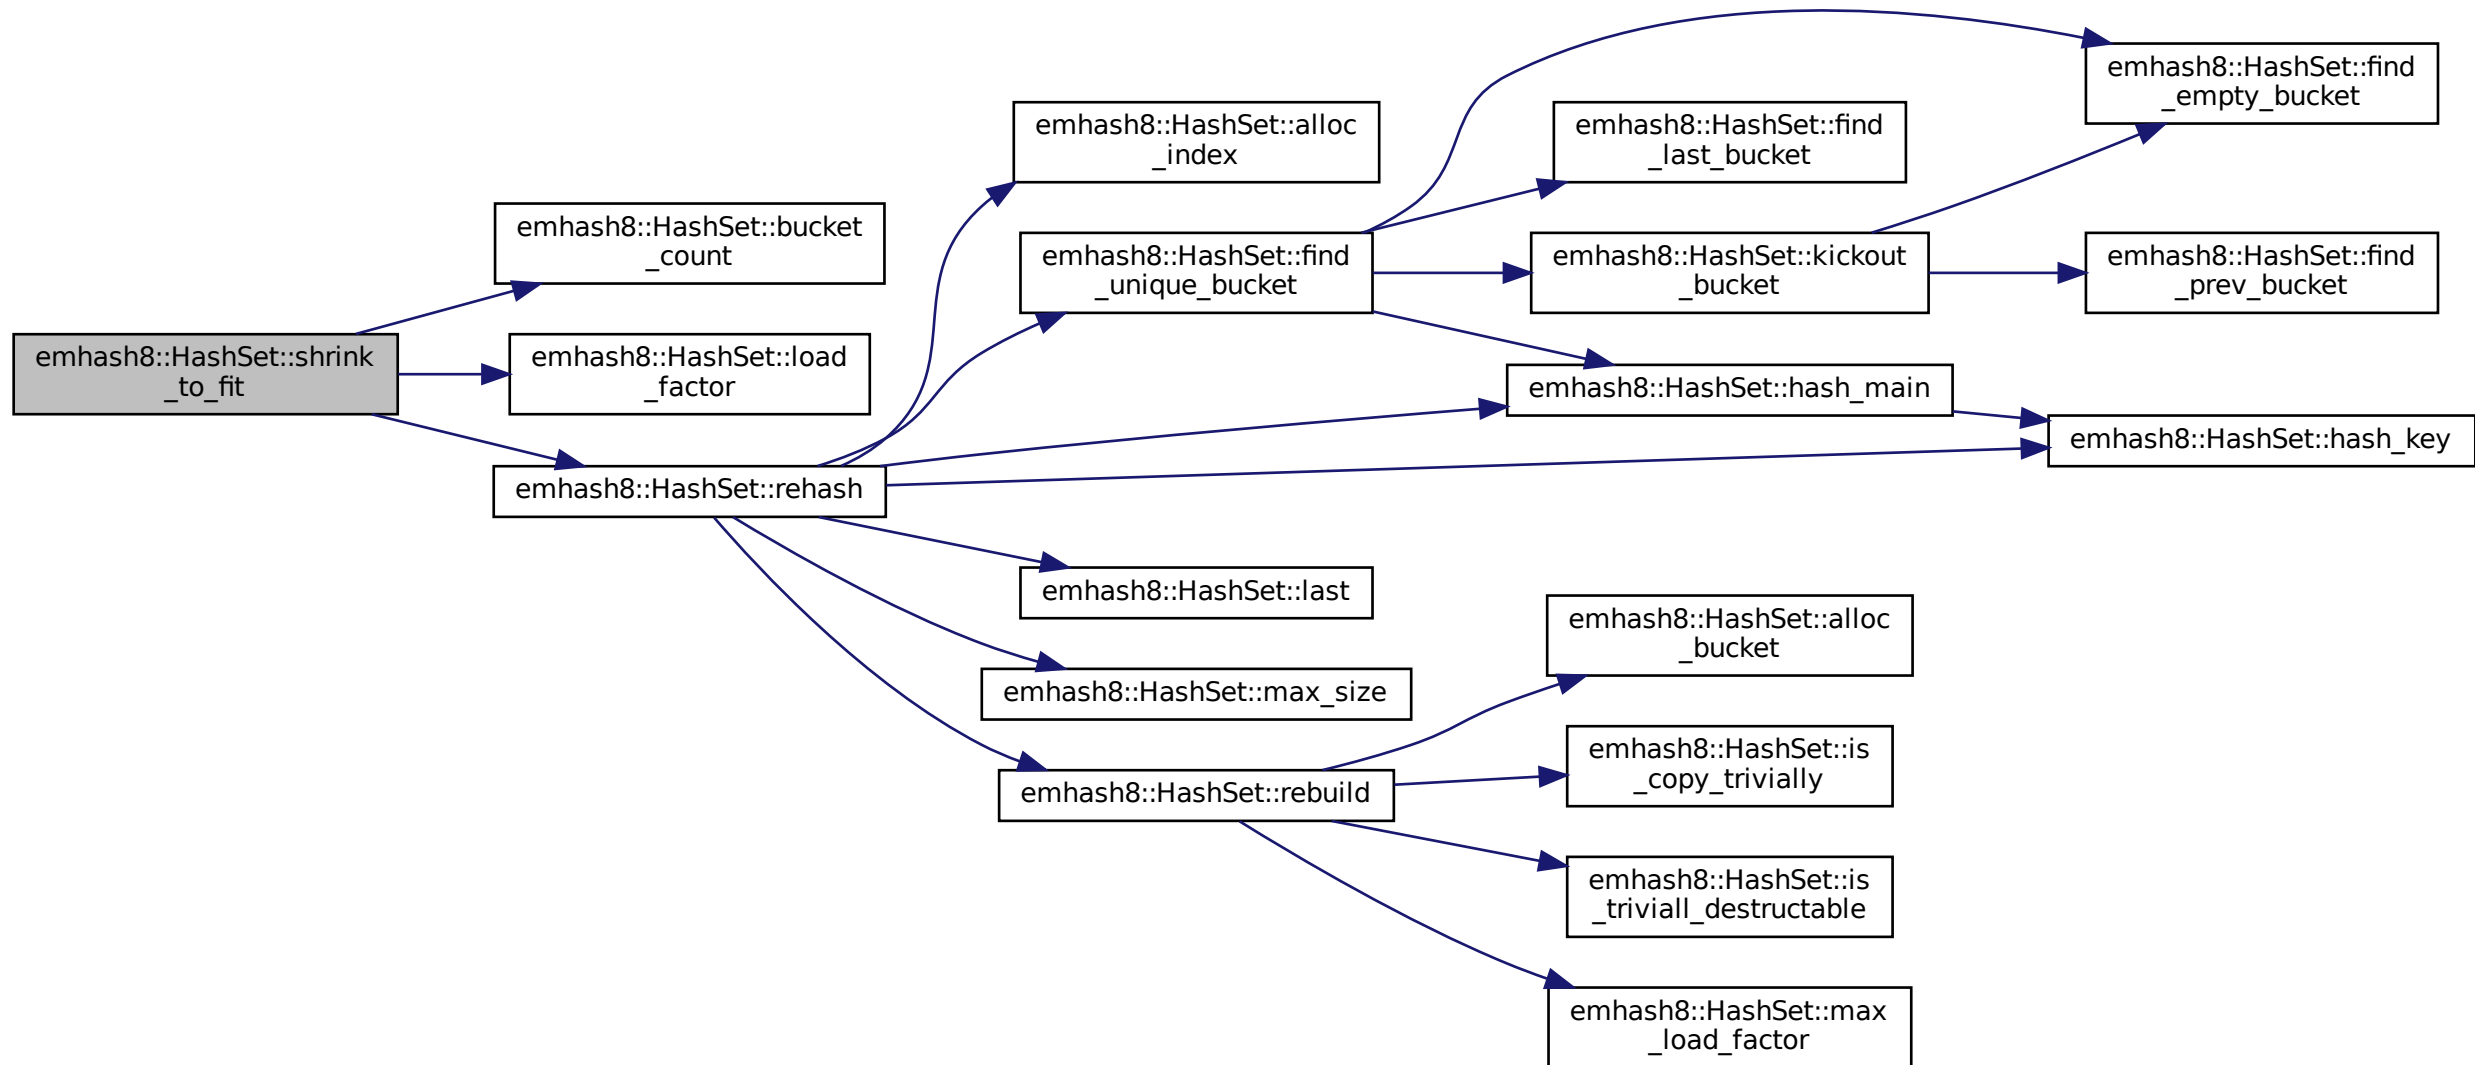 emhash8::HashSet::shrink
_to_fit
emhash8::HashSet::bucket
_count
emhash8::HashSet::load
_factor
emhash8::HashSet::rehash
emhash8::HashSet::alloc
_index
emhash8::HashSet::find
_unique_bucket
emhash8::HashSet::last
emhash8::HashSet::max_size
emhash8::HashSet::rebuild
emhash8::HashSet::find
_last_bucket
emhash8::HashSet::kickout
_bucket
emhash8::HashSet::hash_main
emhash8::HashSet::alloc
_bucket
emhash8::HashSet::is
_copy_trivially
emhash8::HashSet::is
_triviall_destructable
emhash8::HashSet::max
_load_factor
emhash8::HashSet::find
_empty_bucket
emhash8::HashSet::find
_prev_bucket
emhash8::HashSet::hash_key